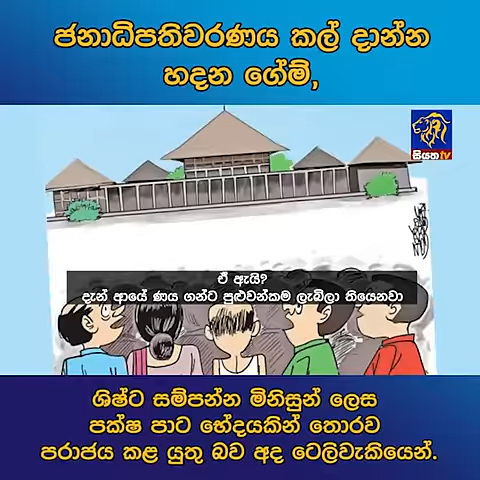 ජනාධිපතිවරණය කල් දාන්න
හදන ගේම්,
සියත tv
ඒ ඇයි?
දැන් ආයේ ණය ගන්ට පුළුවන්කම ලැබිලා තියෙනවා
ශිෂ්ට සම්පන්න මිනිසුන් ලෙස
පක්ෂ පාට භේදයකින් තොරව
පරාජය කළ යුතු බව අද ටෙලිවැකියෙන්.